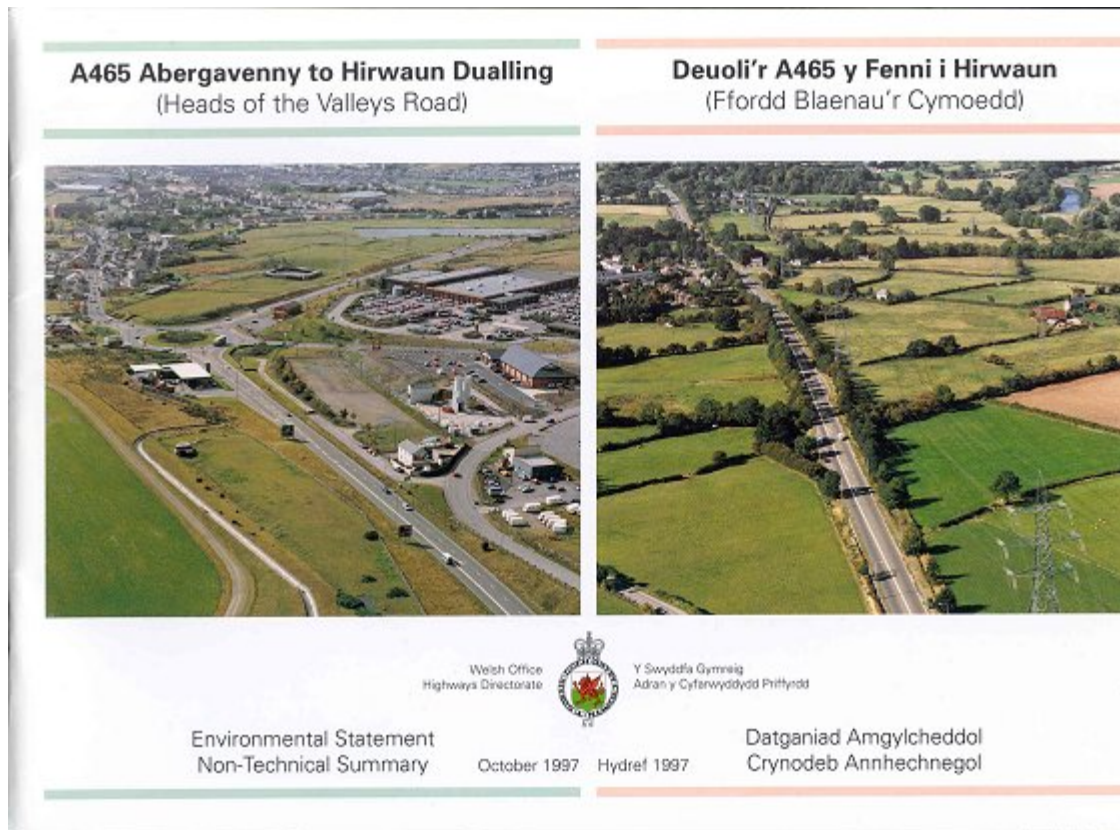 A465 Abergavenny to Hirwaun Dualling
(Heads of the Valleys Road)
Deuoli'r A465 y Fenni i Hirwaun
(Ffordd Blaenau'r Cymoedd)
Welsh Office
Highways Directorate
Y Swyddfa Gymreig
Adran y Cyfarwyddydd Priffyrdd
Environmental Statement
Non-Technical Summary
October 1997
Hydref 1997
Datganiad Amgylcheddol
Crynodeb Annhechnegol